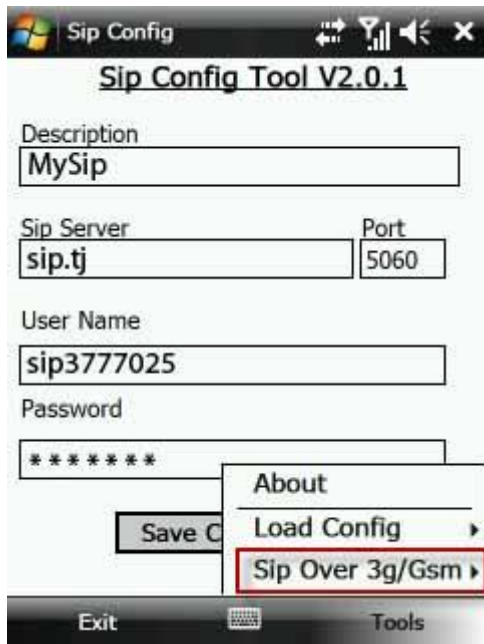 Sip Config
Sip Config Tool V2.0.1
Description
MySip
Sip Server Port
sip.tj 5060
User Name
sip3777025
Password
*******
About
Save C Load Config
Sip Over 3g/Gsm
Exit Tools